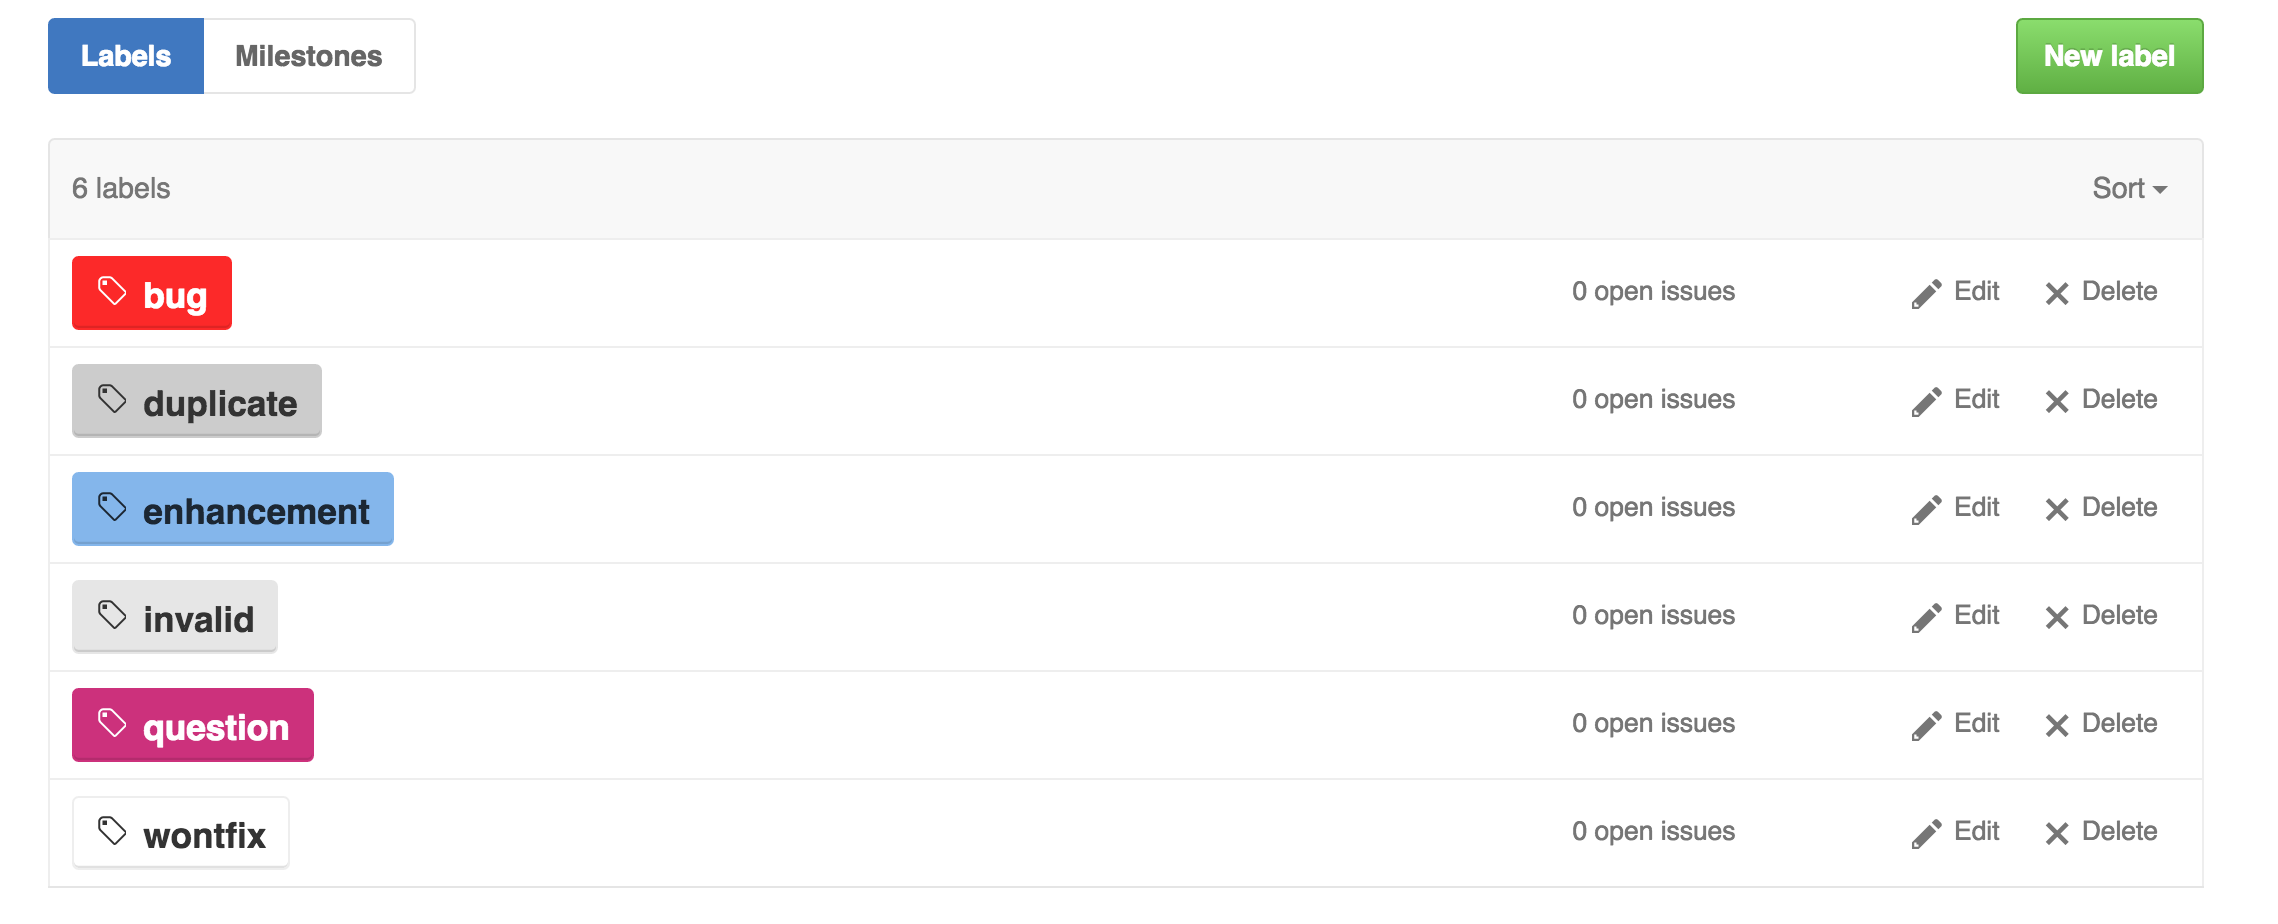 Labels Milestones New label
6 labels Sort
bug 0 open issues Edit Delete
duplicate 0 open issues Edit Delete
enhancement 0 open issues Edit Delete
invalid 0 open issues Edit Delete
question 0 open issues Edit Delete
wontfix 0 open issues Edit Delete